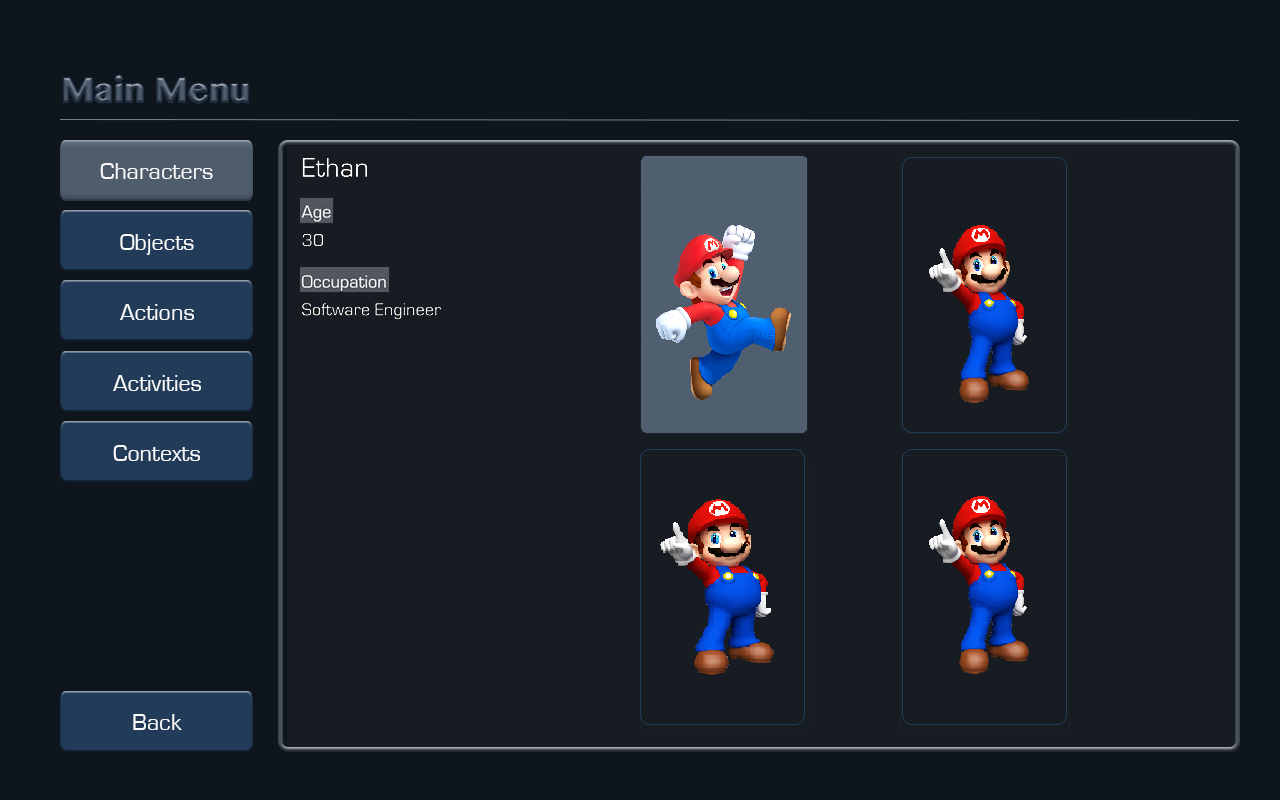 Main Menu
Characters
Objects
Actions
Activities
Contexts
Back
Ethan
Age
30
Occupation
Software Engineer
M
M
M
M